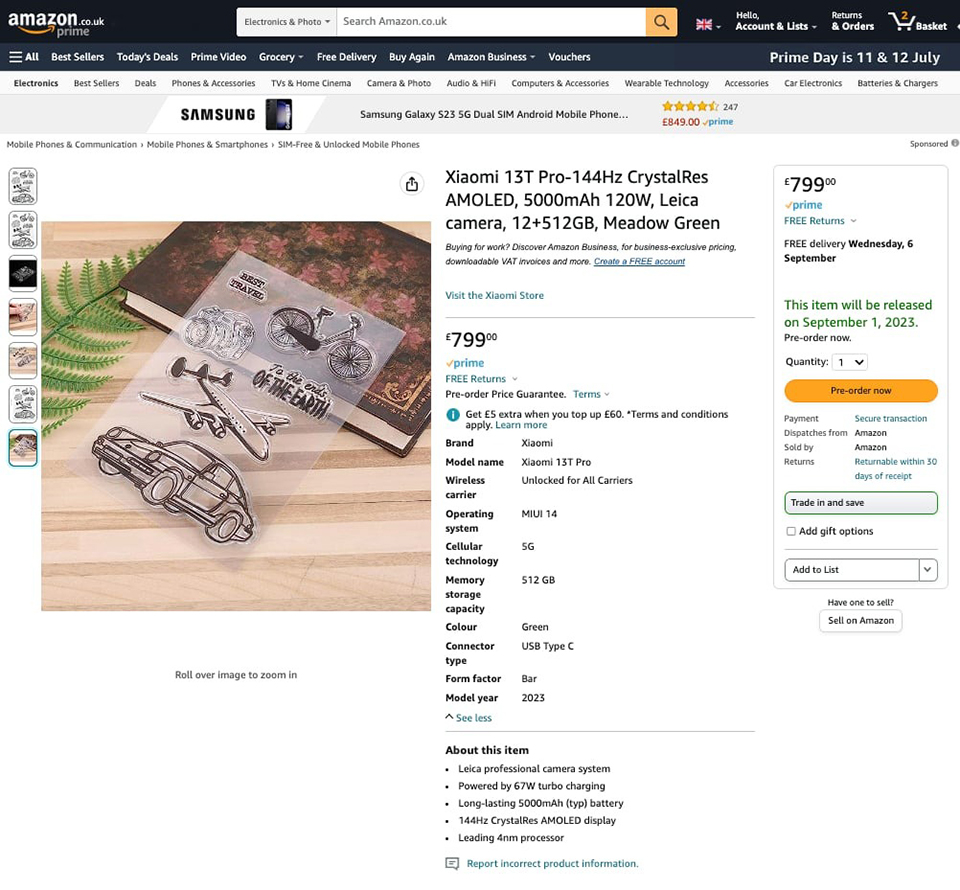 amazon.co.uk
prime
Electronics & Photo
Search Amazon.co.uk
Hello,
Account & Lists
Returns
& Orders
2
Basket
All
Best Sellers
Today's Deals
Prime Video
Grocery
Free Delivery
Buy Again
Amazon Business
Vouchers
Prime Day is 11 & 12 July
Electronics
Best Sellers
Deals
Phones & Accessories
TVs & Home Cinema
Camera & Photo
Audio & HiFi
Computers & Accessories
Wearable Technology
Accessories
Car Electronics
Batteries & Chargers
SAMSUNG
Samsung Galaxy S23 5G Dual SIM Android Mobile Phone...
247
£849.00 prime
Mobile Phones & Communication › Mobile Phones & Smartphones › SIM-Free & Unlocked Mobile Phones
Sponsored
BEST
TRAVEL
To the ends
OF THE EARTH
Roll over image to zoom in
Xiaomi 13T Pro-144Hz CrystalRes
AMOLED, 5000mAh 120W, Leica
camera, 12+512GB, Meadow Green
Buying for work? Discover Amazon Business, for business-exclusive pricing,
downloadable VAT invoices and more. Create a FREE account
Visit the Xiaomi Store
£79900
prime
FREE Returns
Pre-order Price Guarantee. Terms
Get £5 extra when you top up £60. *Terms and conditions
apply. Learn more
Brand Xiaomi
Model name Xiaomi 13T Pro
Wireless Unlocked for All Carriers
carrier
Operating MIUI 14
system
Cellular 5G
technology
Memory 512 GB
storage
capacity
Colour Green
Connector USB Type C
type
Form factor Bar
Model year 2023
See less
About this item
• Leica professional camera system
• Powered by 67W turbo charging
• Long-lasting 5000mAh (typ) battery
• 144Hz CrystalRes AMOLED display
• Leading 4nm processor
Report incorrect product information.
£79900
prime
FREE Returns
FREE delivery Wednesday, 6
September
This item will be released
on September 1, 2023.
Pre-order now.
Quantity: 1
Pre-order now
Payment Secure transaction
Dispatches from Amazon
Sold by Amazon
Returns Returnable within 30
days of receipt
Trade in and save
Add gift options
Add to List
Have one to sell?
Sell on Amazon